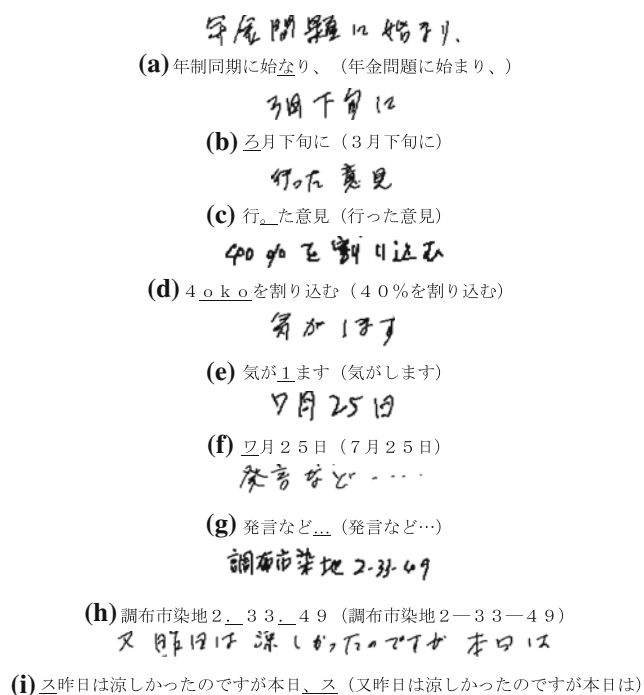 年金問題に始まり、
(a) 年制同期に始なり、（年金問題に始まり、）
3月下旬に
(b) ろ月下旬に（３月下旬に）
行った意見
(c) 行。た意見（行った意見）
40%を割り込む
(d) ４ｏｋｏを割り込む（４０％を割り込む）
気がします
(e) 気が１ます（気がします）
7月25日
(f) ワ月２５日（７月２５日）
発言など‥‥
(g) 発言など...（発言など…）
調布市染地2-33-49
(h) 調布市染地２．３３．４９（調布市染地２―３３―４９）
又昨日は涼しかったのですが本日は
(i) ス昨日は涼しかったのですが本日、ス（又昨日は涼しかったのですが本日は）